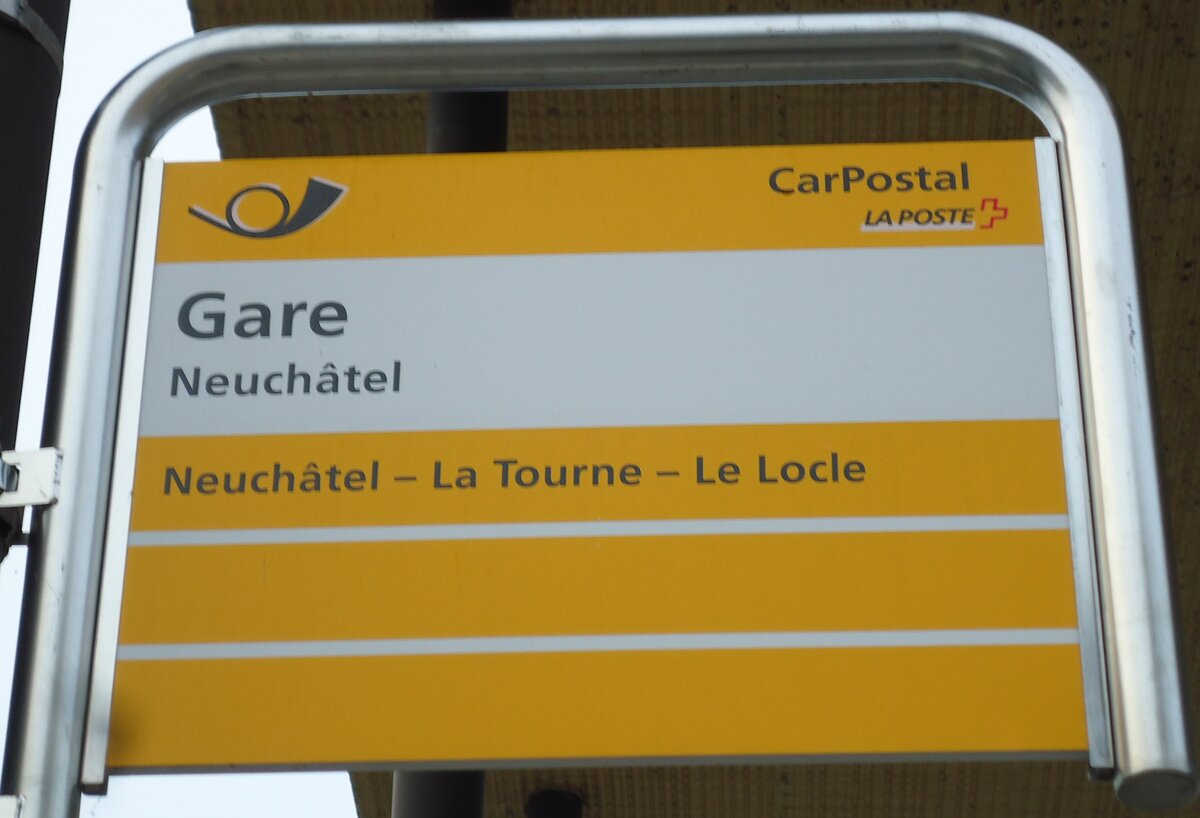 CarPostal
LA POSTE
Gare
Neuchâtel
Neuchâtel – La Tourne – Le Locle